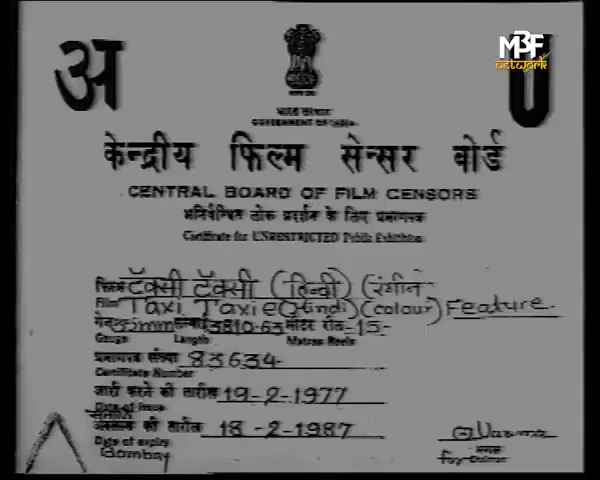 अ
MBF
network
U
भारत सरकार
GOVERNMENT OF INDIA
केन्द्रीय फिल्म सेन्सर बोर्ड
CENTRAL BOARD OF FILM CENSORS
अनिर्बन्धित लोक प्रदर्शन के लिए प्रमाणपत्र
Certificate for UNRESTRICTED Public Exhibition
फिल्म टॅक्सी टॅक्सी (हिन्दी) (रंगीन
Film Taxi Taxie (Hindi) (colour) Feature.
गेज 35mm लम्बाई 3810-63 मीटर रील -15-
Gauge Length Metres Reels
प्रमाणपत्र संख्या 83634-
Certificate Number
जारी करने की तारीख 19-2-1977
Date of issue
अवसान की तारीख 18-2-1987
Date of expiry
Bombay
for